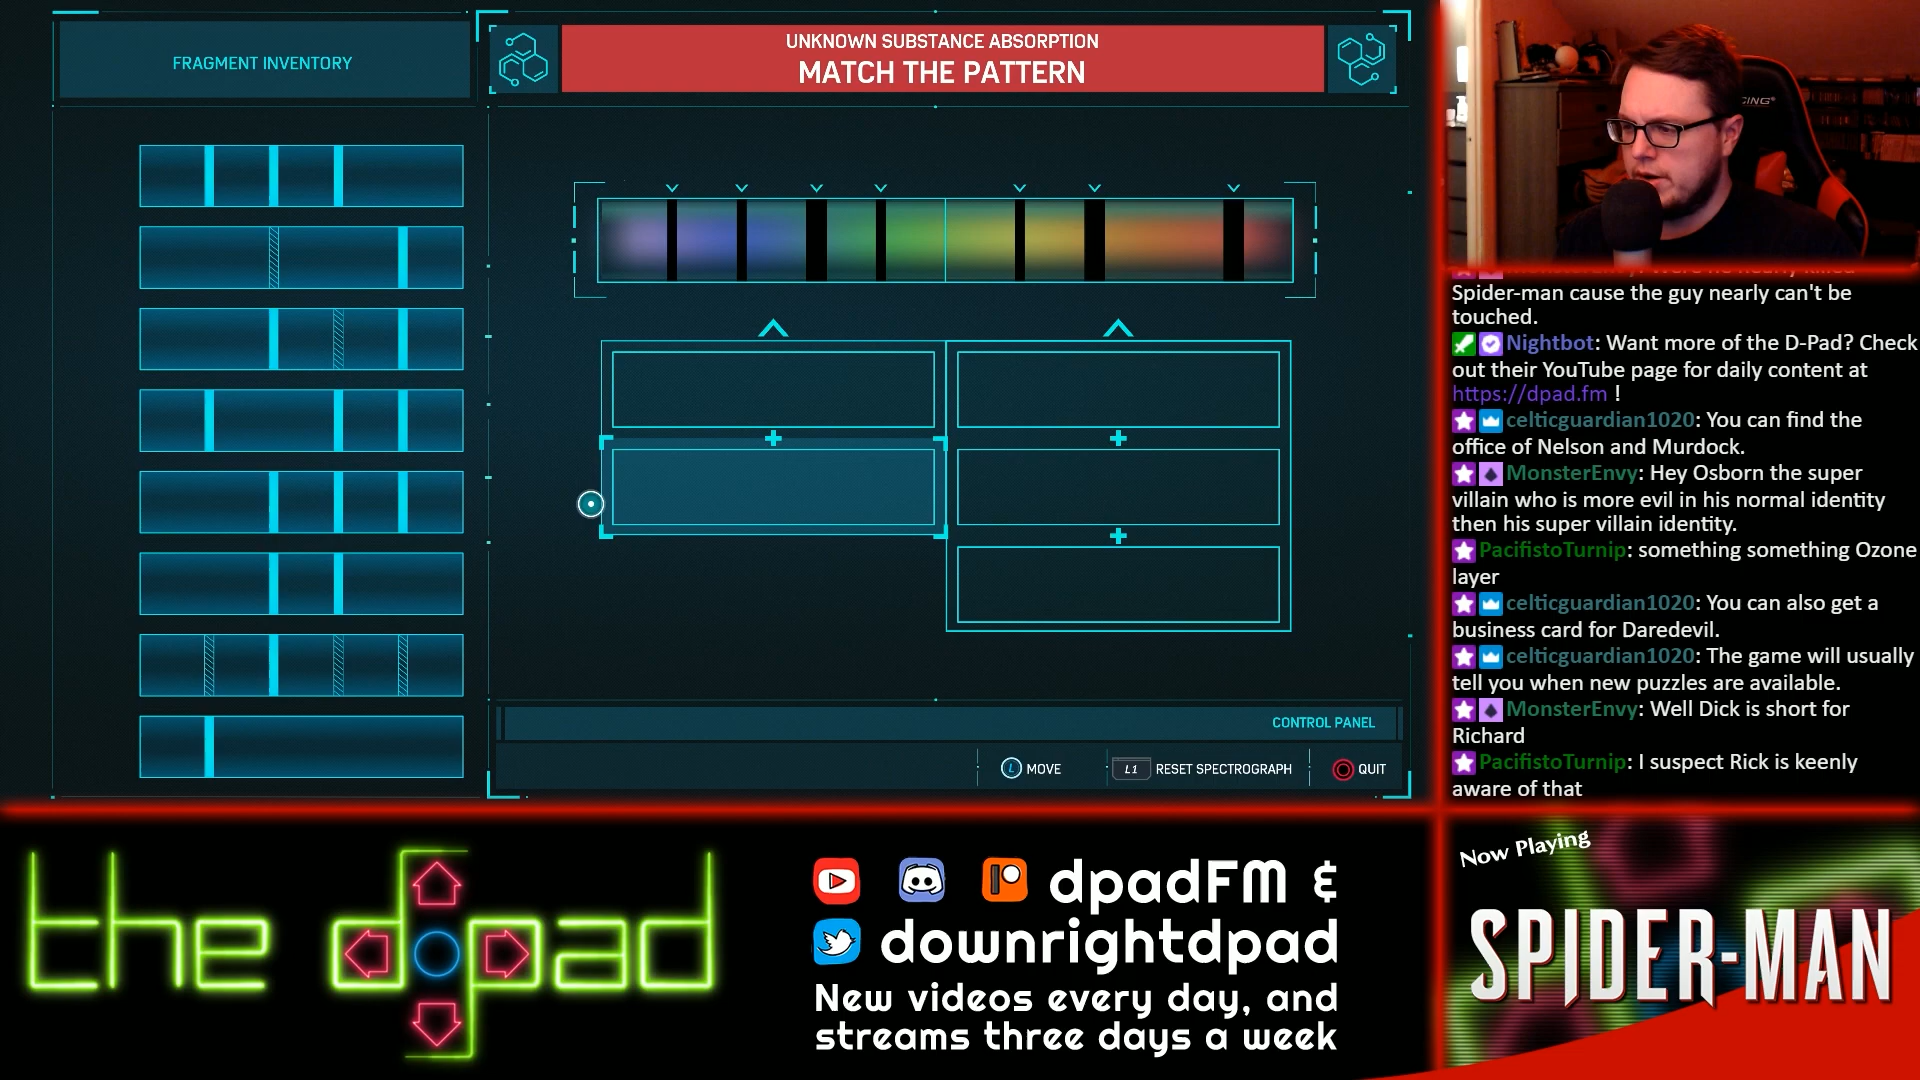 FRAGMENT INVENTORY
UNKNOWN SUBSTANCE ABSORPTION
MATCH THE PATTERN
CONTROL PANEL
L MOVE
L1 RESET SPECTROGRAPH
QUIT
Spider-man cause the guy nearly can't be
touched.
Nightbot: Want more of the D-Pad? Check
out their YouTube page for daily content at
https://dpad.fm !
celticguardian1020: You can find the
office of Nelson and Murdock.
MonsterEnvy: Hey Osborn the super
villain who is more evil in his normal identity
then his super villain identity.
PacifistoTurnip: something something Ozone
layer
celticguardian1020: You can also get a
business card for Daredevil.
celticguardian1020: The game will usually
tell you when new puzzles are available.
MonsterEnvy: Well Dick is short for
Richard
PacifistoTurnip: I suspect Rick is keenly
aware of that
the dpad
dpadFM &
downrightdpad
New videos every day, and
streams three days a week
Now Playing
SPIDER-MAN